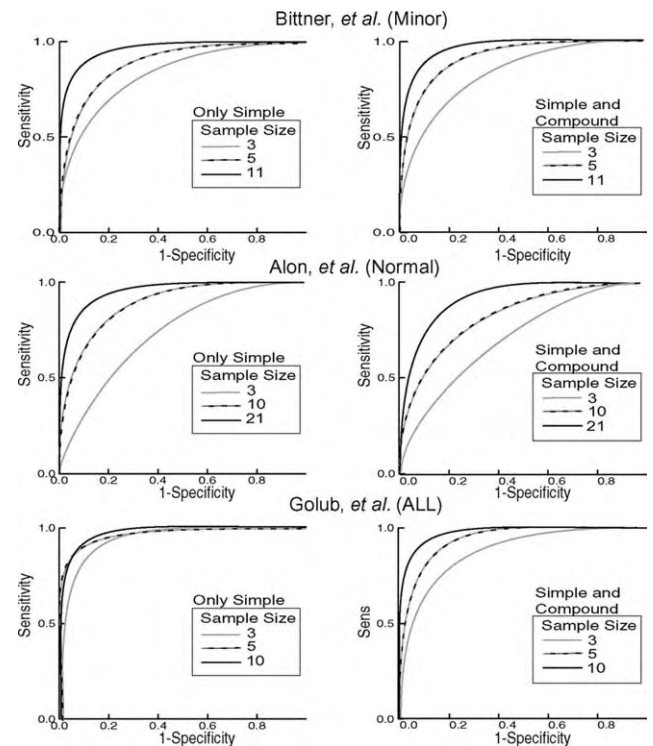 Bittner, et al. (Minor)
1.0
0.5
0.0
Sensitivity
0.0 0.2 0.4 0.6 0.8
1-Specificity
Only Simple
Sample Size
3
5
11
1.0
0.5
0.0
Sensitivity
0.0 0.2 0.4 0.6 0.8
1-Specificity
Simple and
Compound
Sample Size
3
5
11
Alon, et al. (Normal)
1.0
0.5
0.0
Sensitivity
0.0 0.2 0.4 0.6 0.8
1-Specificity
Only Simple
Sample Size
3
10
21
1.0
0.5
0.0
Sensitivity
0.0 0.2 0.4 0.6 0.8
1-Specificity
Simple and
Compound
Sample Size
3
10
21
Golub, et al. (ALL)
1.0
0.5
0.0
Sensitivity
0.0 0.2 0.4 0.6 0.8
1-Specificity
Only Simple
Sample Size
3
5
10
1.0
0.5
0.0
Sens
0.0 0.2 0.4 0.6 0.8
1-Specificity
Simple and
Compound
Sample Size
3
5
10